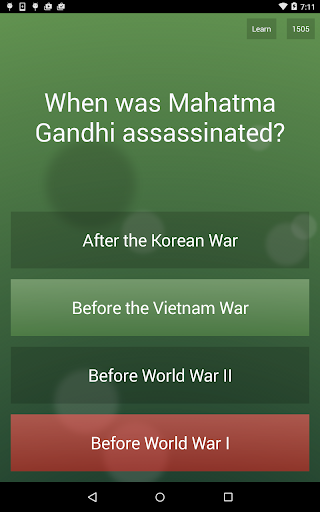 7:11
Learn
1505
When was Mahatma
Gandhi assassinated?
After the Korean War
Before the Vietnam War
Before World War II
Before World War I